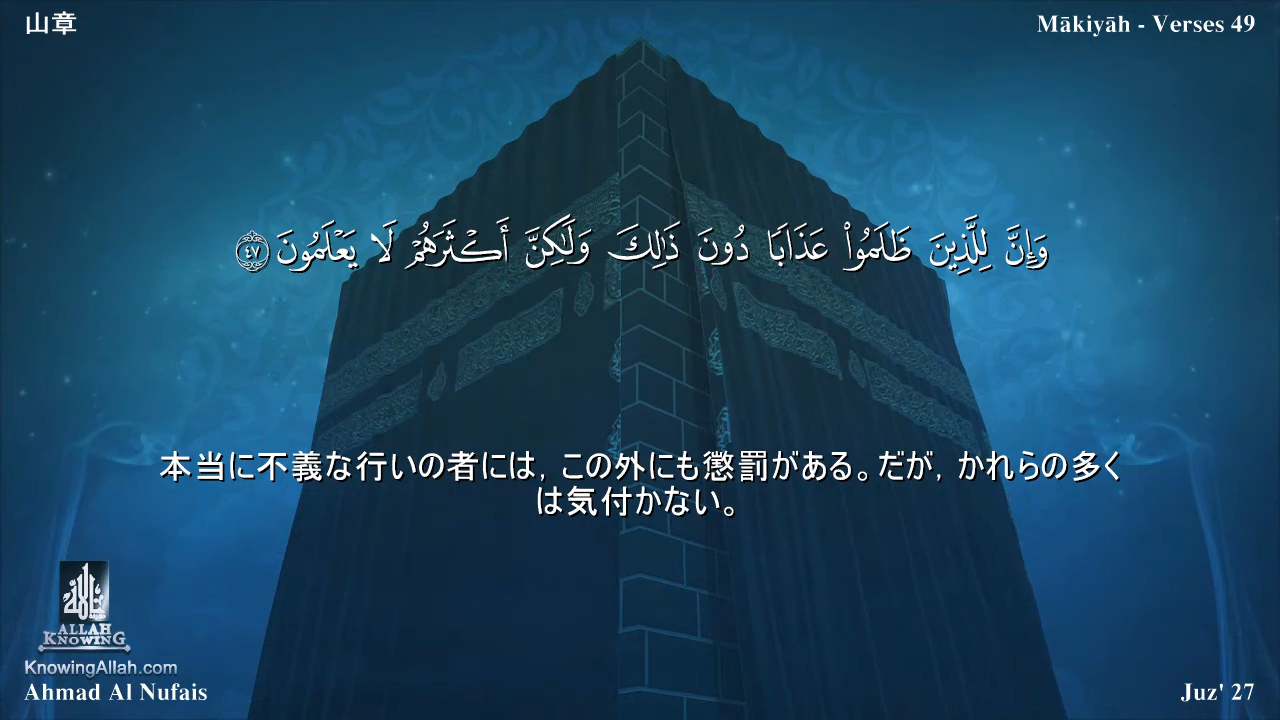 山章
Mākiyāh - Verses 49
وَإِنَّ لِلَّذِينَ ظَلَمُوا۟ عَذَابًا دُونَ ذَٰلِكَ وَلَـٰكِنَّ أَكْثَرَهُمْ لَا يَعْلَمُونَ ٤٧
本当に不義な行いの者には, この外にも懲罰がある。だが, かれらの多く
は気付かない。
ALLAH
KNOWING
KnowingAllah.com
Ahmad Al Nufais
Juz' 27